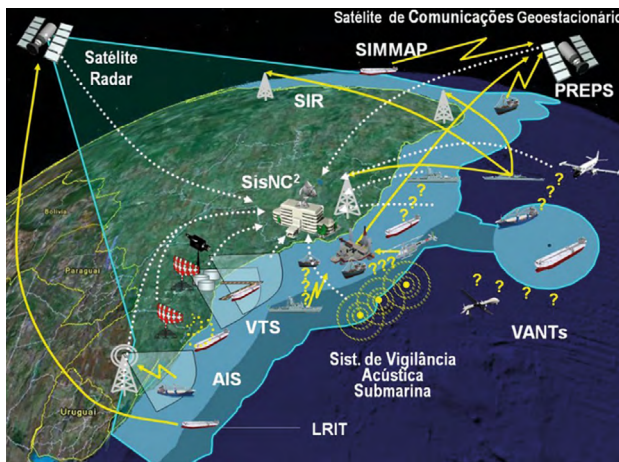 Satélite de Comunicações Geoestacionário
Satélite
Radar
SIMMAP
PREPS
SIR
SisNC²
? ?
?
? ?
?
? ? ?
?
?
?
?
?
?
?
Bolivia
Paraguai
VTS
VANTs
Sist. de Vigilância
Acústica
Submarina
AIS
Uruguai
LRIT